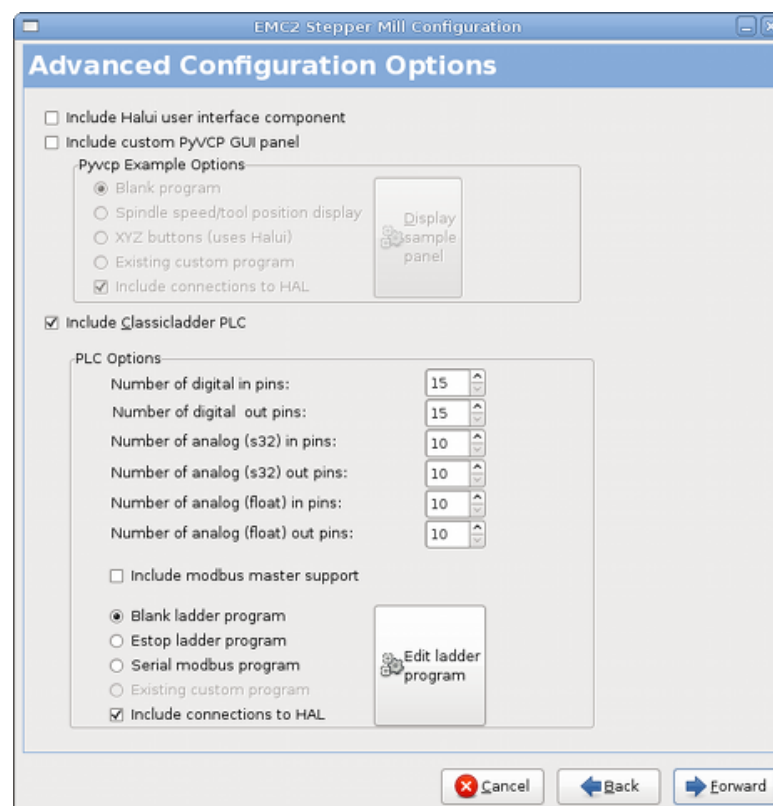 EMC2 Stepper Mill Configuration
Advanced Configuration Options
Include Halui user interface component
Include custom PyVCP GUI panel
Pyvcp Example Options
Blank program
Spindle speed/tool position display
XYZ buttons (uses Halui)
Existing custom program
Include connections to HAL
Display
sample
panel
Include Classicladder PLC
PLC Options
Number of digital in pins: 15
Number of digital out pins: 15
Number of analog (s32) in pins: 10
Number of analog (s32) out pins: 10
Number of analog (float) in pins: 10
Number of analog (float) out pins: 10
Include modbus master support
Blank ladder program
Estop ladder program
Serial modbus program
Existing custom program
Include connections to HAL
Edit ladder
program
Cancel Back Forward